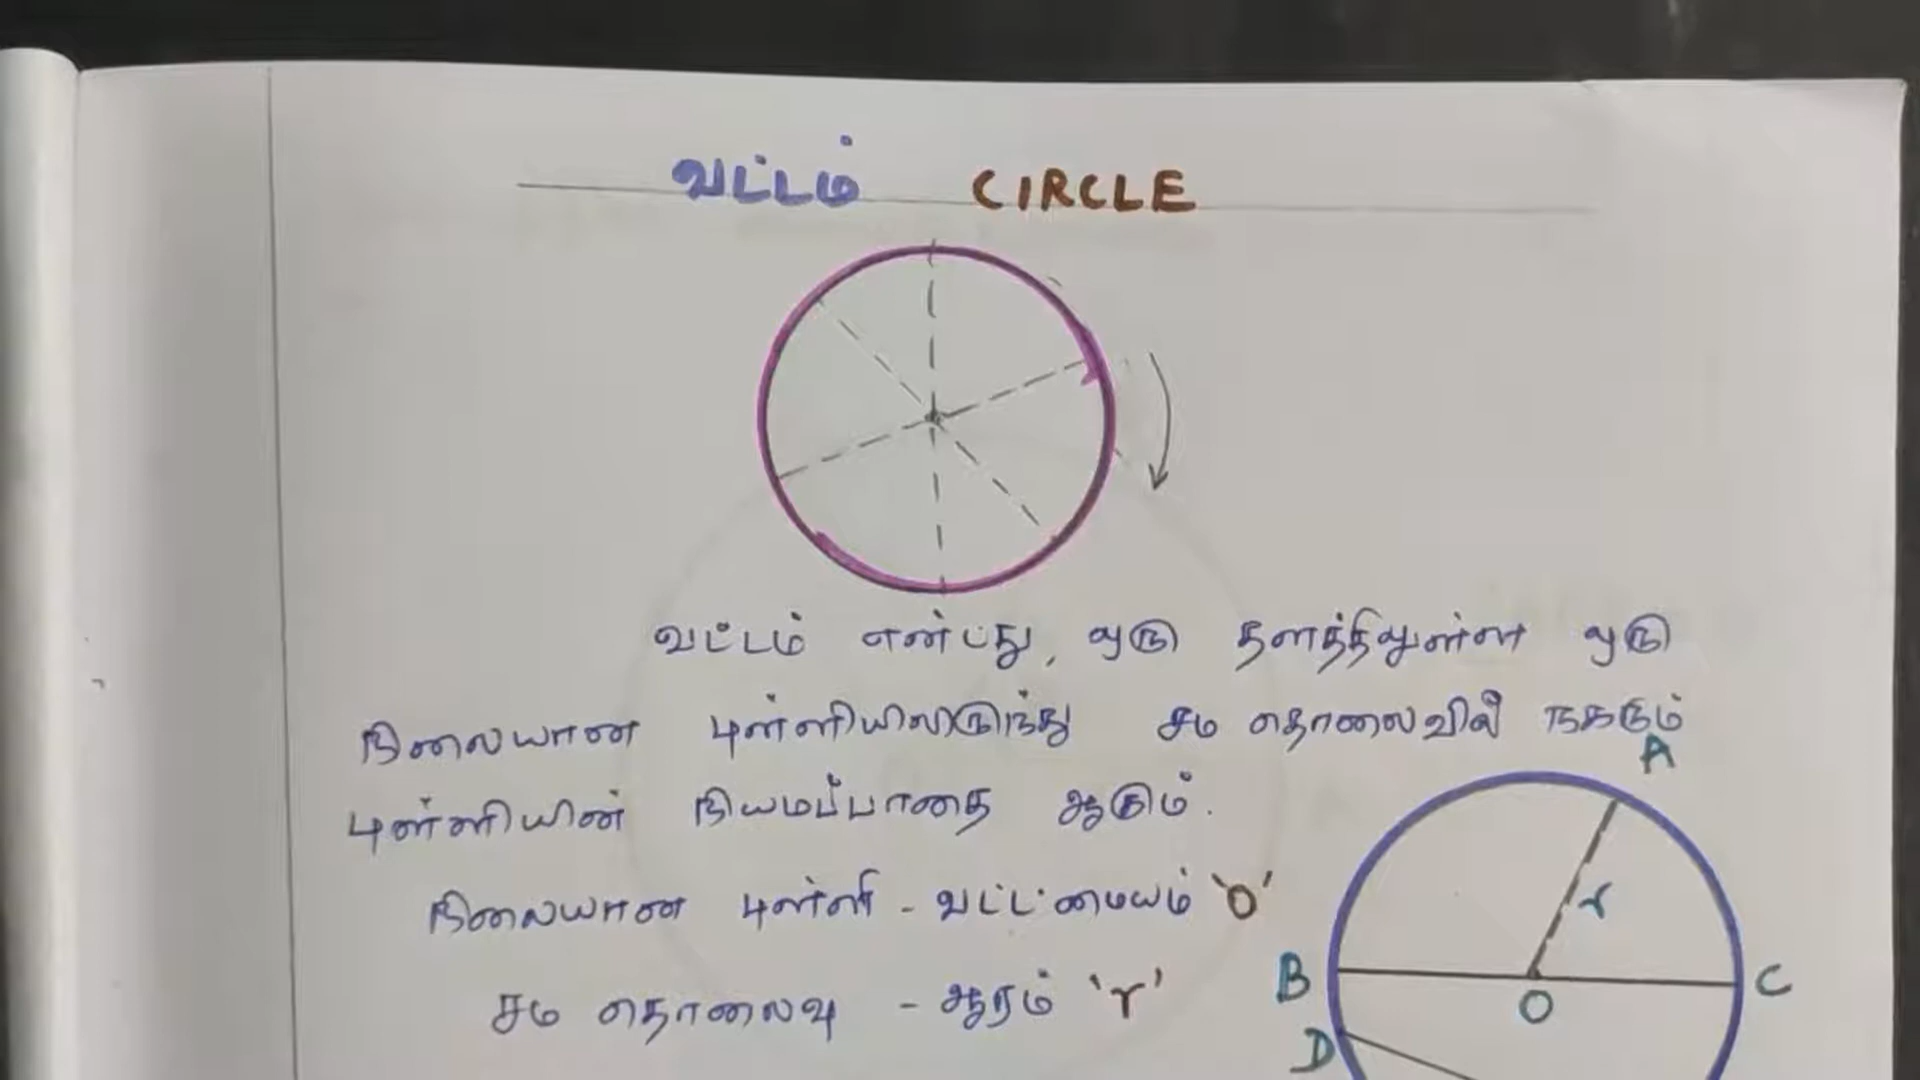 வட்டம் CIRCLE
வட்டம் என்பது, ஒரு தளத்திலுள்ள ஒரு
நிலையான புள்ளியிலிருந்து சம தொலைவில் நகரும்
புள்ளியின் நியமப்பாதை ஆகும்.
நிலையான புள்ளி - வட்டமையம் 'O'
சம தொலைவு - ஆரம் 'r'
A
r
B
C
O
D